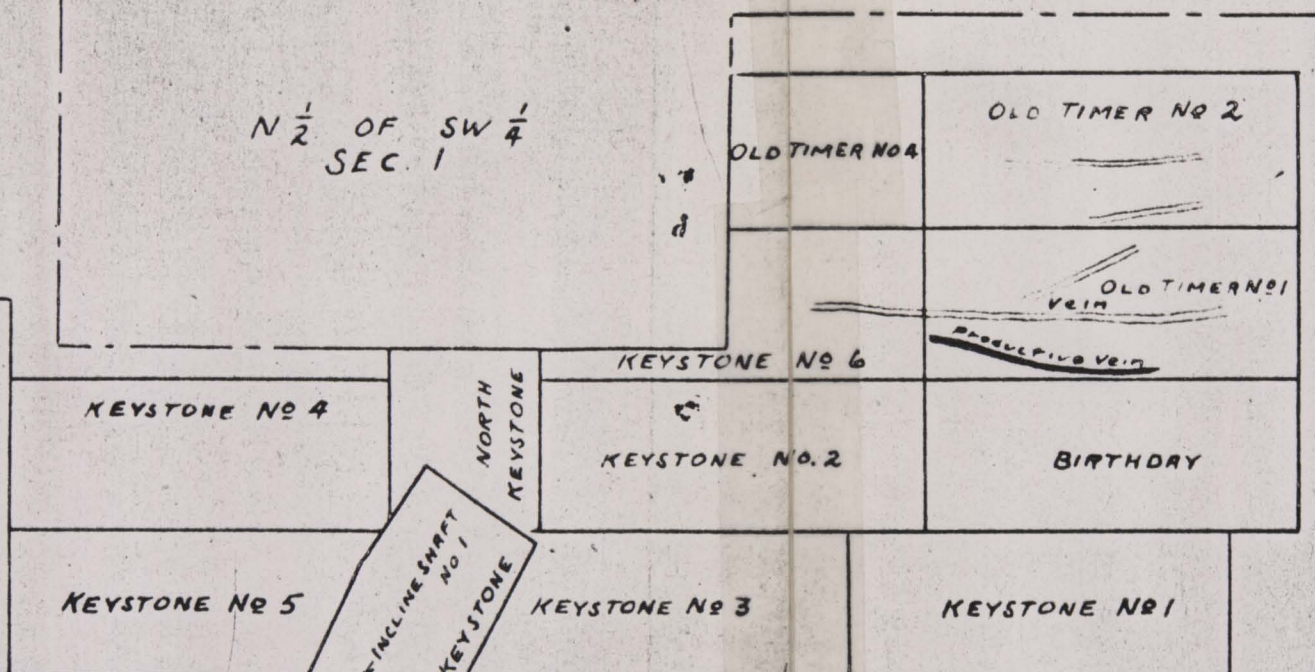 N 1/2 OF SW 1/4
SEC. 1
OLD TIMER NO 4
OLD TIMER Nº 2
OLD TIMER Nº 1
vein
Productive vein
KEYSTONE Nº 6
KEYSTONE Nº 4
NORTH
KEYSTONE
KEYSTONE NO. 2
BIRTHDAY
INCLINE SHAFT
NO 1
KEYSTONE
KEYSTONE Nº 5
KEYSTONE Nº 3
KEYSTONE Nº 1